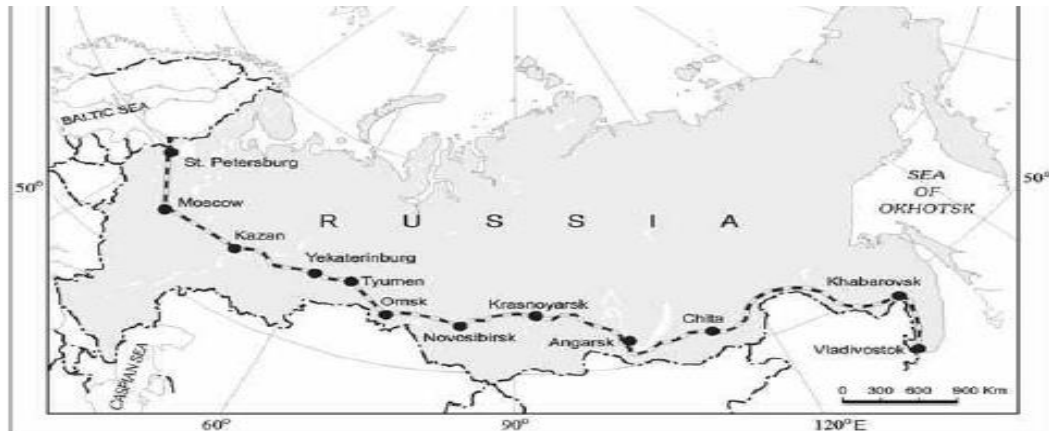 BALTIC SEA
St. Petersburg
50°
50°
SEA
OF
OKHOTSK
Moscow
R U S S I A
Kazan
Yekaterinburg
Tyumen
Khabarovsk
Omsk
Krasnoyarsk
Chita
Novosibirsk
Angarsk
Vladivostok
CASPIAN SEA
0 300 600 900 Km
60°
90°
120°E